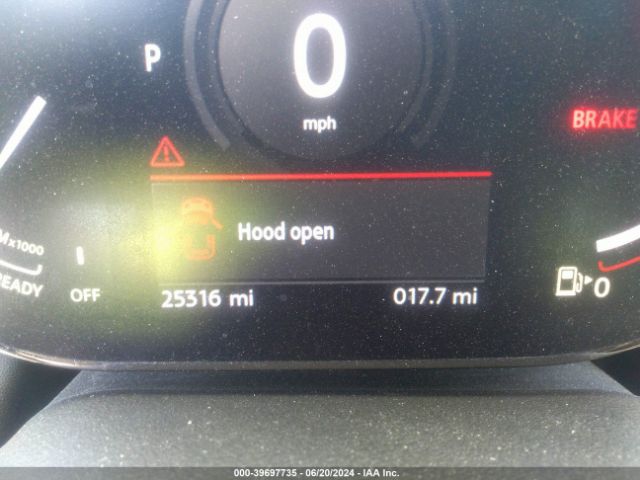 0
P
mph
BRAKE
Hood open
x1000
READY
OFF
25316 mi
017.7 mi
0
000-39697735 - 06/20/2024 - IAA Inc.